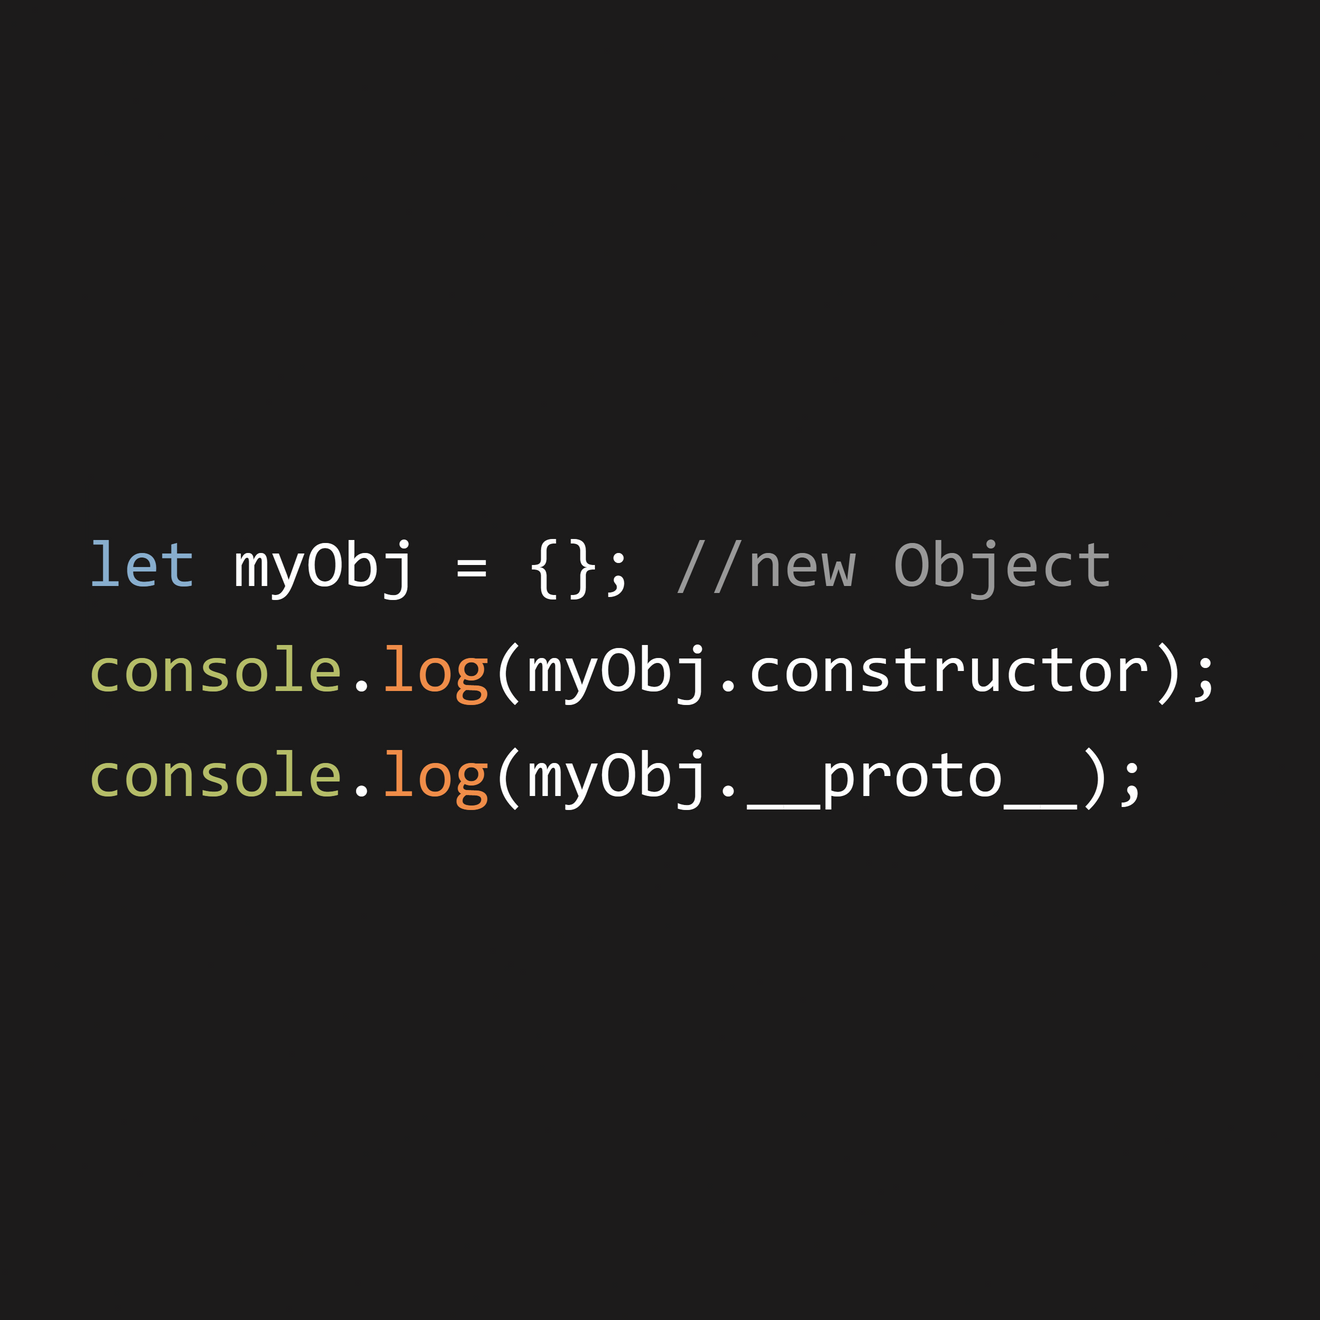 let myObj = {}; //new Object
console.log(myObj.constructor);
console.log(myObj.__proto__);